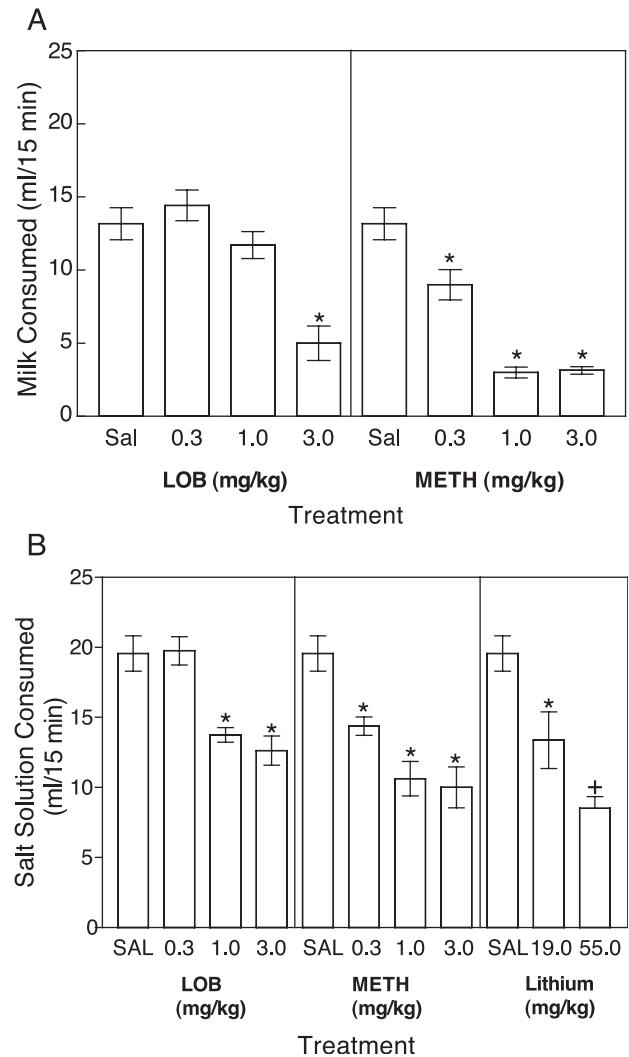 A
25
20
15
10
5
0
Milk Consumed (ml/15 min)
*
*
*
*
Sal 0.3 1.0 3.0 Sal 0.3 1.0 3.0
LOB (mg/kg) METH (mg/kg)
Treatment
B
25
20
15
10
5
0
Salt Solution Consumed
(ml/15 min)
* * * * * * +
SAL 0.3 1.0 3.0 SAL 0.3 1.0 3.0 SAL 19.0 55.0
LOB METH Lithium
(mg/kg) (mg/kg) (mg/kg)
Treatment